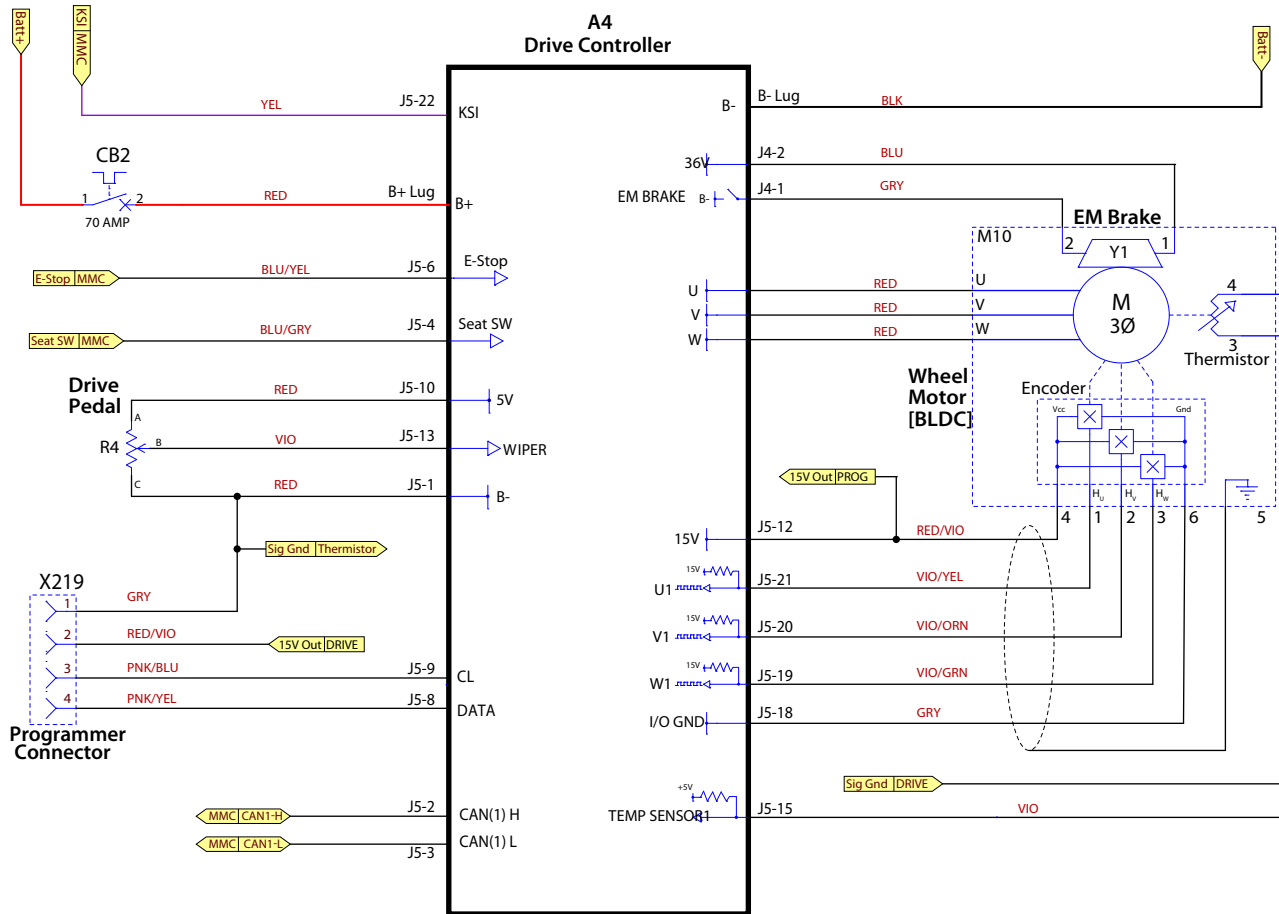 A4
Drive Controller
Batt+
KSI MMC
Batt-
YEL
J5-22
KSI
B-
B- Lug
BLK
CB2
1
2
70 AMP
RED
B+ Lug
B+
36V
J4-2
BLU
EM BRAKE
B-
J4-1
GRY
EM Brake
M10
2
Y1
1
E-Stop MMC
BLU/YEL
J5-6
E-Stop
Seat SW MMC
BLU/GRY
J5-4
Seat SW
U
RED
U
V
RED
V
W
RED
W
M
3Ø
4
3
Thermistor
Wheel
Motor
[BLDC]
Encoder
Vcc
Gnd
HU
HV
HW
4
1
2
3
6
5
Drive
Pedal
R4
A
B
C
RED
J5-10
5V
VIO
J5-13
WIPER
RED
J5-1
B-
Sig Gnd Thermistor
15V Out PROG
15V
J5-12
RED/VIO
15V
U1
J5-21
VIO/YEL
15V
V1
J5-20
VIO/ORN
15V
W1
J5-19
VIO/GRN
I/O GND
J5-18
GRY
X219
1
GRY
2
RED/VIO
15V Out DRIVE
3
PNK/BLU
J5-9
CL
4
PNK/YEL
J5-8
DATA
Programmer
Connector
Sig Gnd DRIVE
+5V
TEMP SENSOR1
J5-15
VIO
MMC CAN1-H
J5-2
CAN(1) H
MMC CAN1-L
J5-3
CAN(1) L